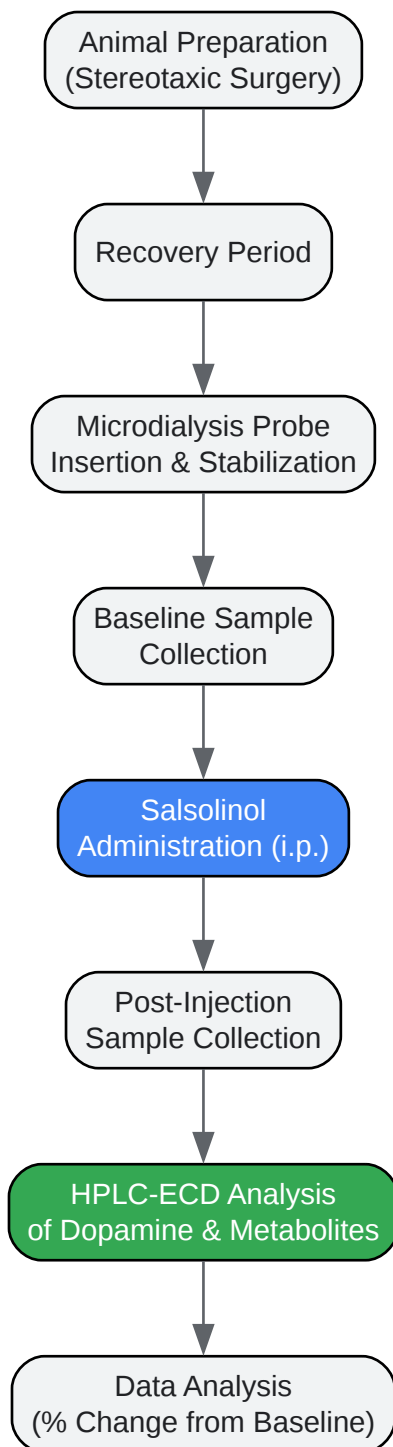 Animal Preparation
(Stereotaxic Surgery)
Recovery Period
Microdialysis Probe
Insertion & Stabilization
Baseline Sample
Collection
Salsolinol
Administration (i.p.)
Post-Injection
Sample Collection
HPLC-ECD Analysis
of Dopamine & Metabolites
Data Analysis
(% Change from Baseline)